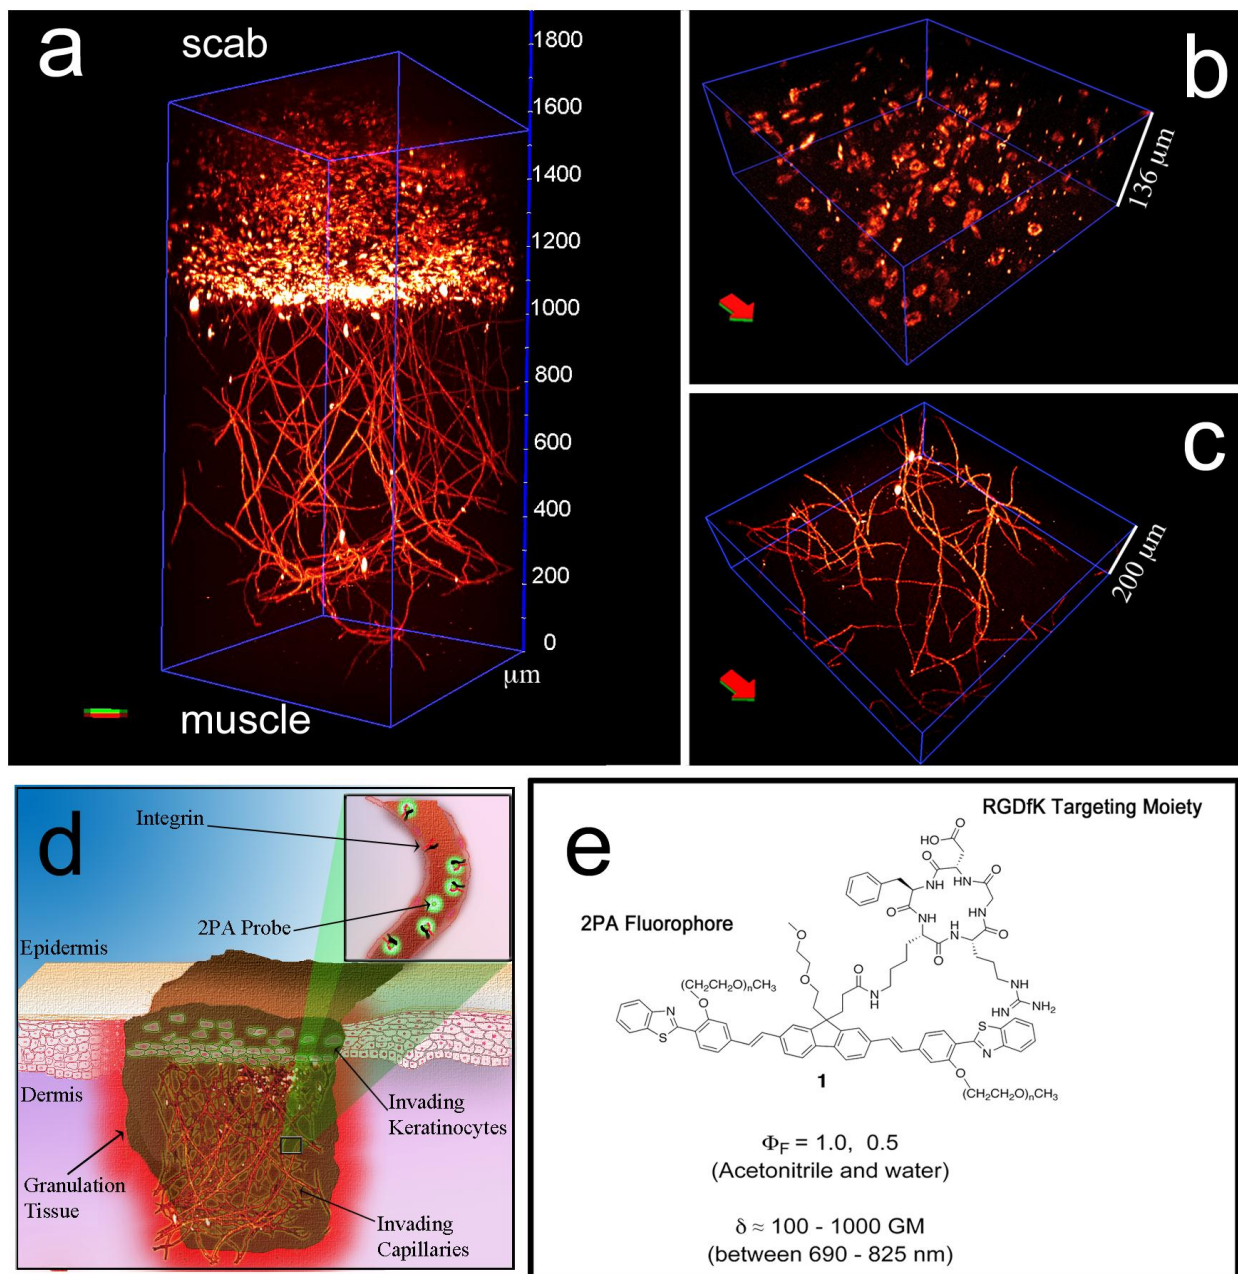 a
scab
1800
1600
1400
1200
1000
800
600
400
200
0
µm
muscle
b
136 µm
c
200 µm
d
Integrin
2PA Probe
Epidermis
Dermis
Invading
Keratinocytes
Granulation
Tissue
Invading
Capillaries
e
RGDfK Targeting Moiety
2PA Fluorophore
HO
O
O
NH
HN
O
O
NH
NH
HN
O
O
O
O
O
N
H
NH
HN
NH₂
(CH₂CH₂O)ₙCH₃
O
N
S
S
N
O
(CH₂CH₂O)ₙCH₃
1
Φ_F = 1.0, 0.5
(Acetonitrile and water)
δ ≈ 100 - 1000 GM
(between 690 - 825 nm)